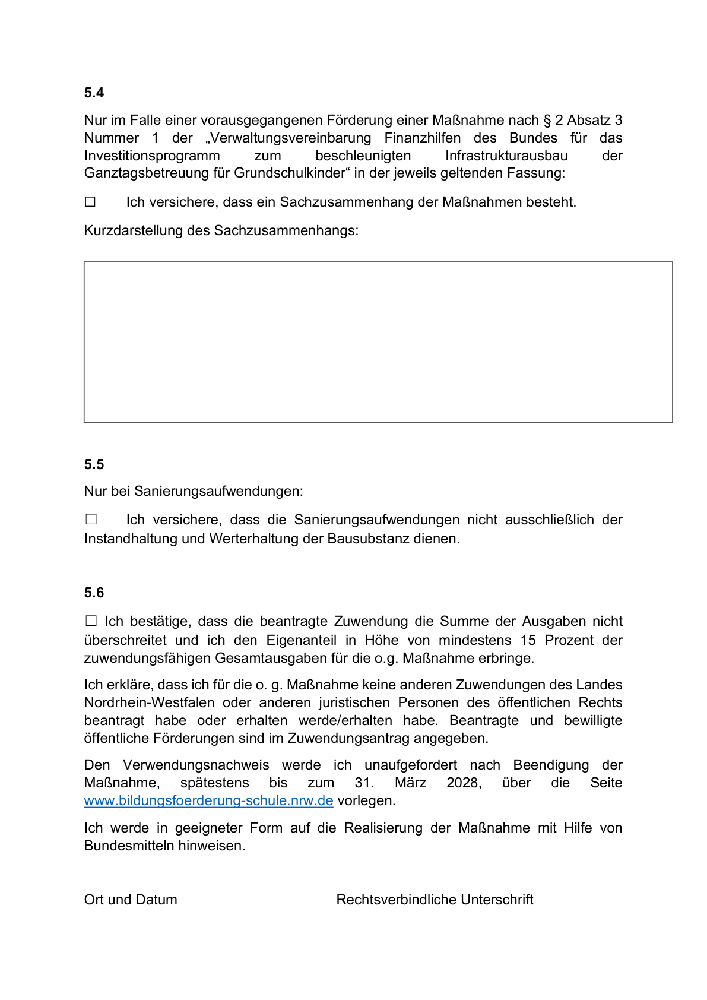 5.4
Nur im Falle einer vorausgegangenen Förderung einer Maßnahme nach § 2 Absatz 3
Nummer 1 der „Verwaltungsvereinbarung Finanzhilfen des Bundes für das
Investitionsprogramm zum beschleunigten Infrastrukturausbau der
Ganztagsbetreuung für Grundschulkinder“ in der jeweils geltenden Fassung:
☐ Ich versichere, dass ein Sachzusammenhang der Maßnahmen besteht.
Kurzdarstellung des Sachzusammenhangs:
5.5
Nur bei Sanierungsaufwendungen:
☐ Ich versichere, dass die Sanierungsaufwendungen nicht ausschließlich der
Instandhaltung und Werterhaltung der Bausubstanz dienen.
5.6
☐ Ich bestätige, dass die beantragte Zuwendung die Summe der Ausgaben nicht
überschreitet und ich den Eigenanteil in Höhe von mindestens 15 Prozent der
zuwendungsfähigen Gesamtausgaben für die o.g. Maßnahme erbringe.
Ich erkläre, dass ich für die o. g. Maßnahme keine anderen Zuwendungen des Landes
Nordrhein-Westfalen oder anderen juristischen Personen des öffentlichen Rechts
beantragt habe oder erhalten werde/erhalten habe. Beantragte und bewilligte
öffentliche Förderungen sind im Zuwendungsantrag angegeben.
Den Verwendungsnachweis werde ich unaufgefordert nach Beendigung der
Maßnahme, spätestens bis zum 31. März 2028, über die Seite
www.bildungsfoerderung-schule.nrw.de vorlegen.
Ich werde in geeigneter Form auf die Realisierung der Maßnahme mit Hilfe von
Bundesmitteln hinweisen.
Ort und Datum Rechtsverbindliche Unterschrift